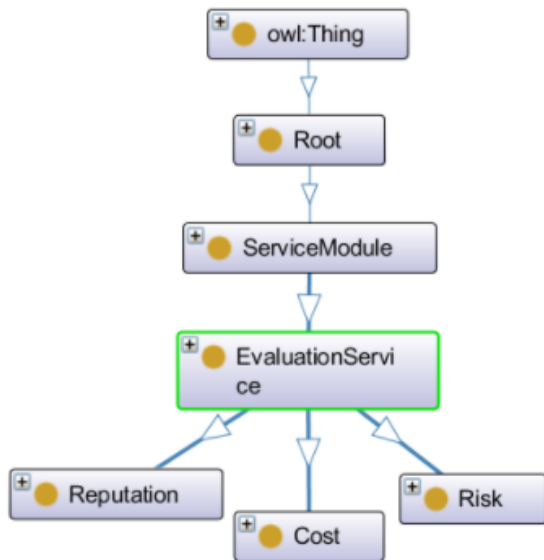 owl:Thing
Root
ServiceModule
EvaluationServi
ce
Reputation
Cost
Risk